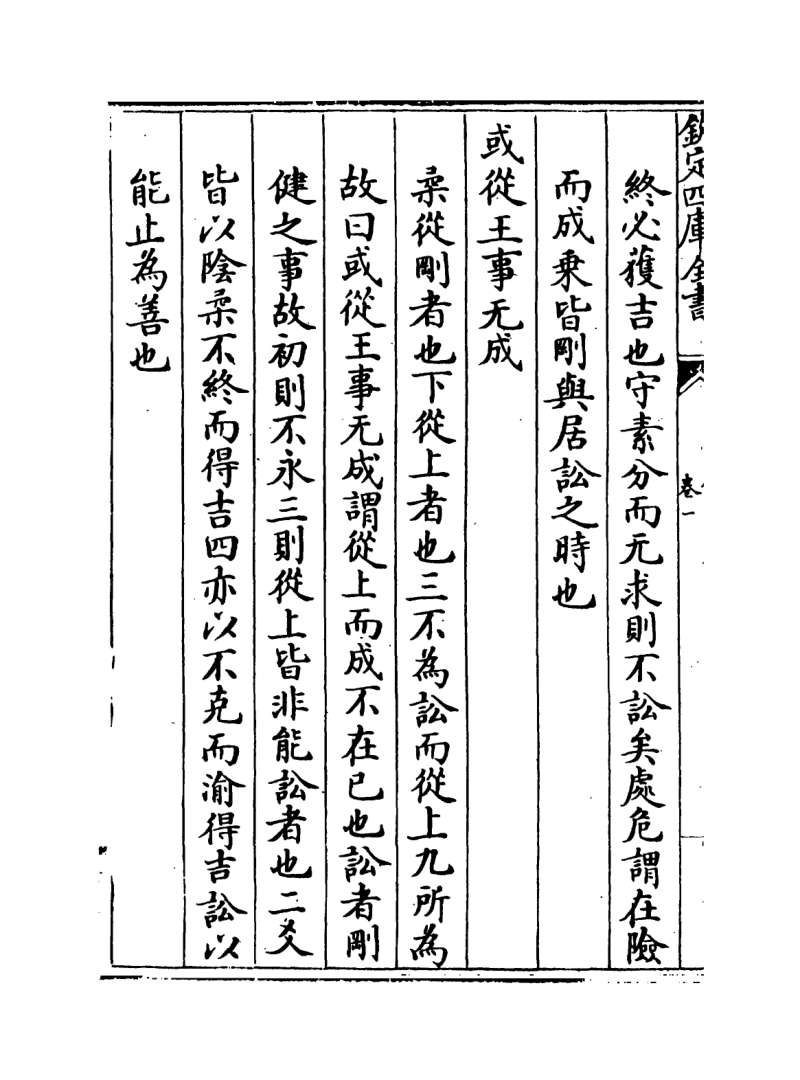 欽定四庫全書
卷一
終必獲吉也守素分而无求則不訟矣處危謂在險
而成乗皆剛與居訟之時也
或從王事无成
柔從剛者也下從上者也三不為訟而從上九所為
故曰或從王事无成謂從上而成不在已也訟者剛
健之事故初則不永三則從上皆非能訟者也二爻
皆以陰柔不終而得吉四亦以不克而渝得吉訟以
能止為善也